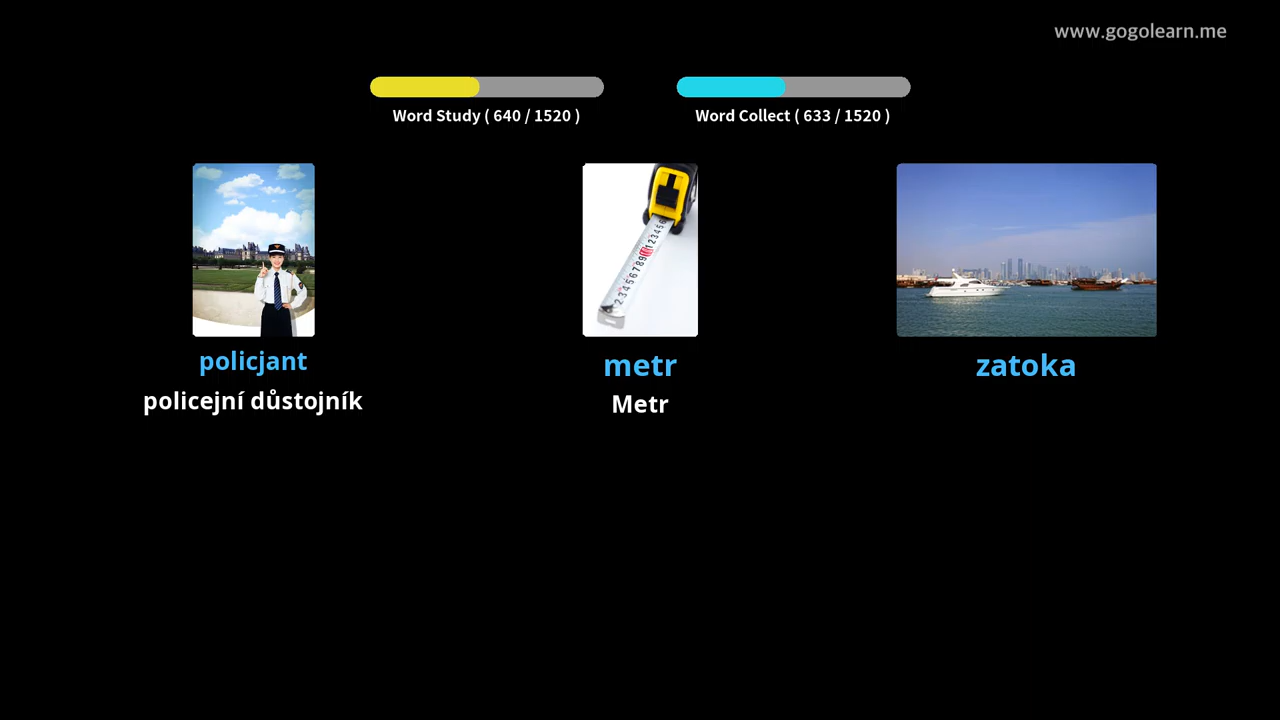 www.gogolearn.me
Word Study ( 640 / 1520 )
Word Collect ( 633 / 1520 )
policjant
policejní důstojník
metr
Metr
zatoka